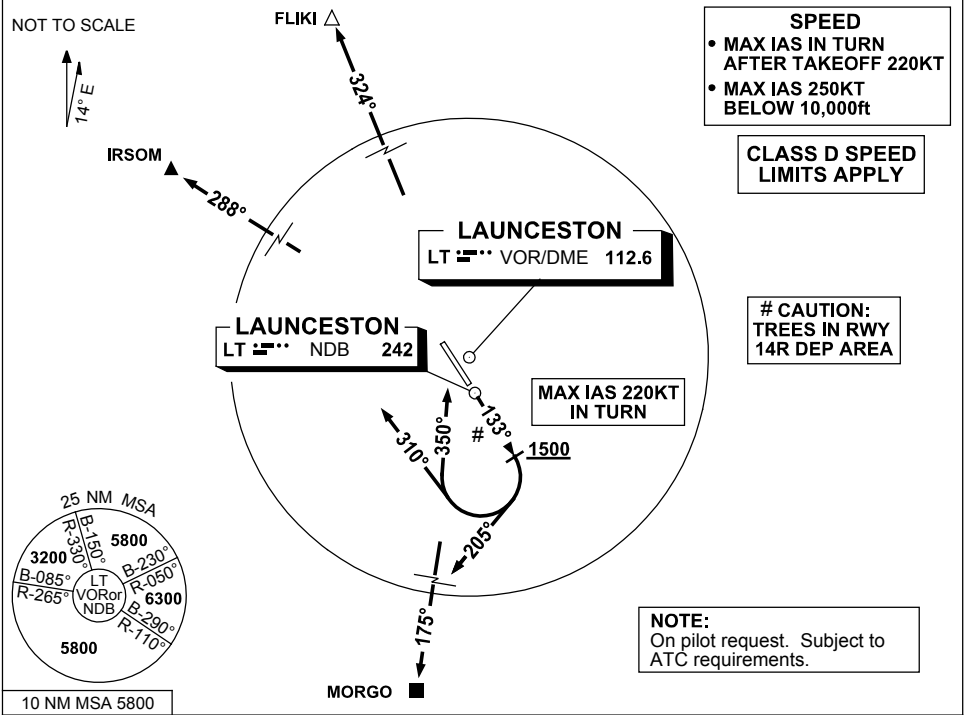 NOT TO SCALE
14° E
FLIKI
324°
IRSOM
288°
SPEED
• MAX IAS IN TURN
AFTER TAKEOFF 220KT
• MAX IAS 250KT
BELOW 10,000ft
CLASS D SPEED
LIMITS APPLY
LAUNCESTON
LT VOR/DME 112.6
LAUNCESTON
LT NDB 242
# CAUTION:
TREES IN RWY
14R DEP AREA
MAX IAS 220KT
IN TURN
133°
#
1500
350°
310°
205°
175°
MORGO
25 NM MSA
B-150°
R-330°
5800
3200
B-230°
R-050°
B-085°
R-265°
LT
VORor
NDB
6300
B-290°
R-110°
5800
10 NM MSA 5800
NOTE:
On pilot request. Subject to
ATC requirements.